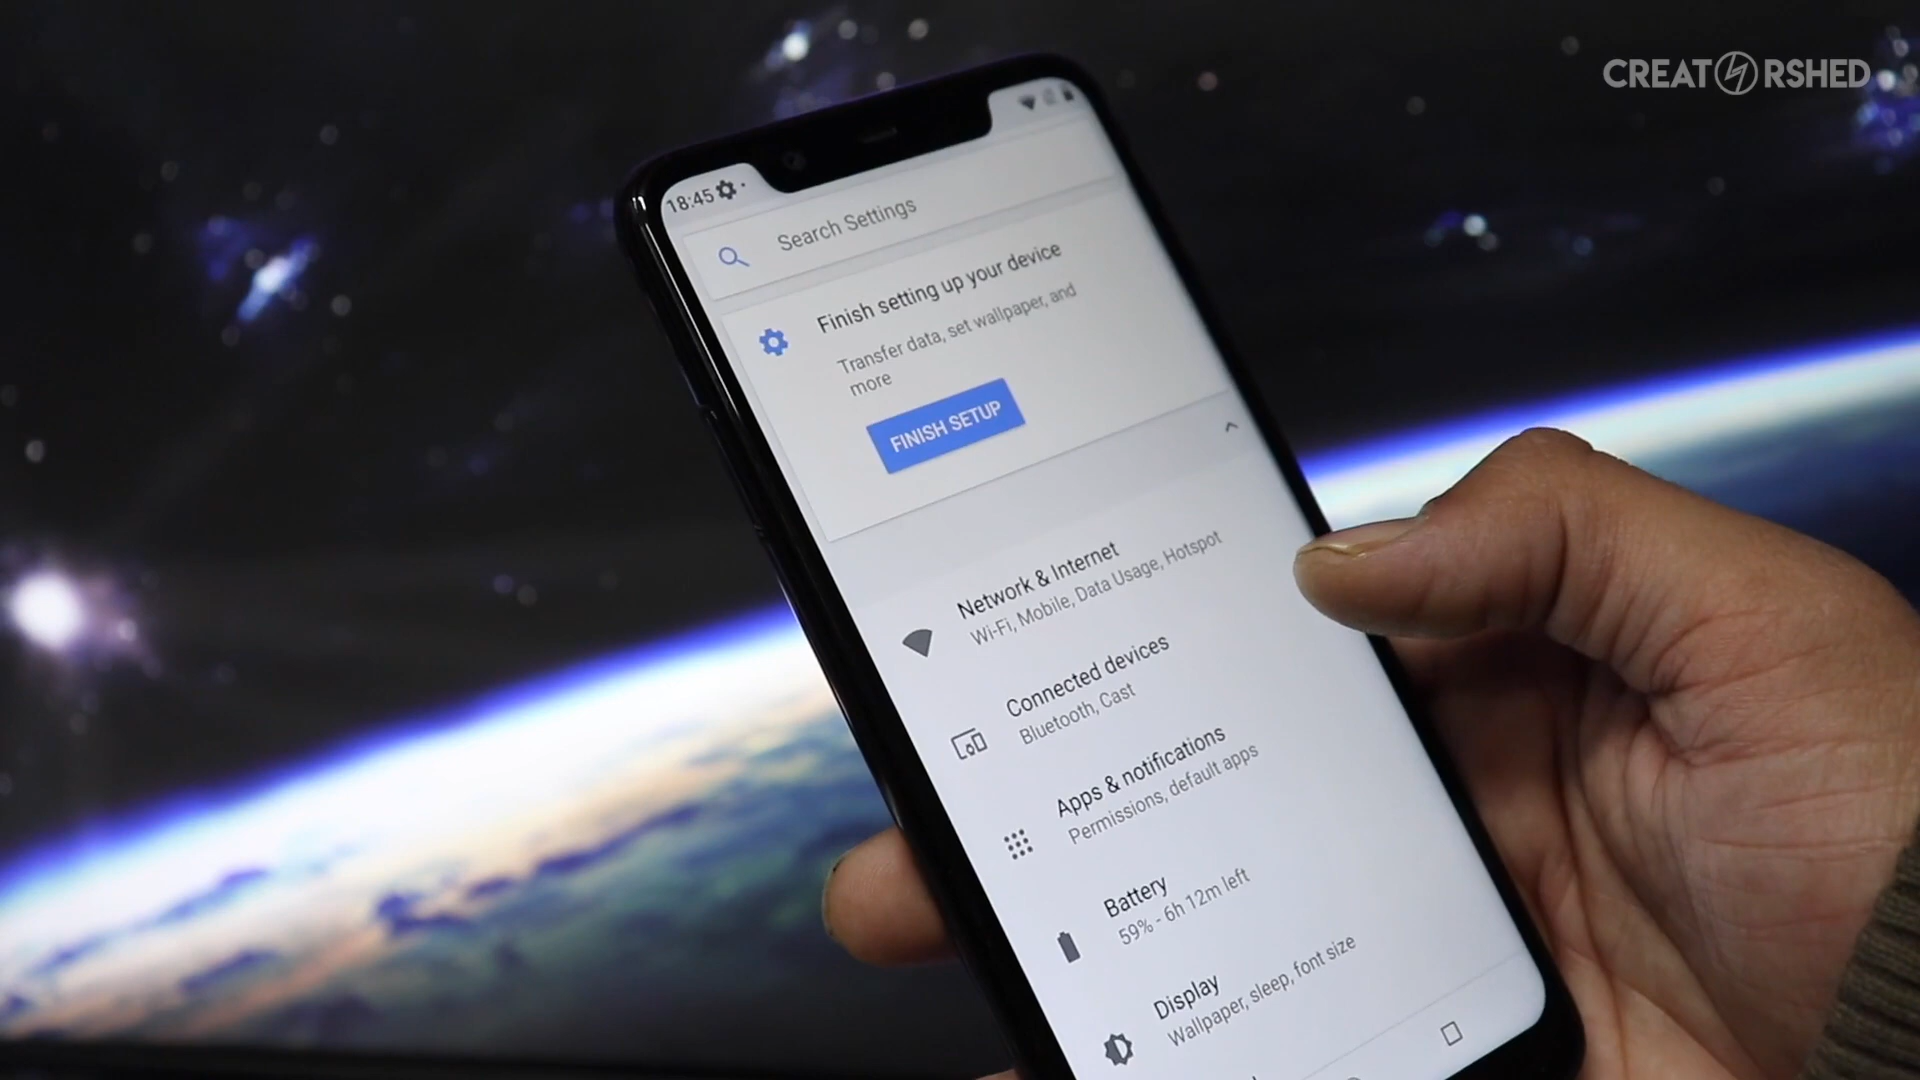 CREATORSHED
18:45
Search Settings
Finish setting up your device
Transfer data, set wallpaper, and
more
FINISH SETUP
Network & Internet
Wi-Fi, Mobile, Data Usage, Hotspot
Connected devices
Bluetooth, Cast
Apps & notifications
Permissions, default apps
Battery
59% - 6h 12m left
Display
Wallpaper, sleep, font size